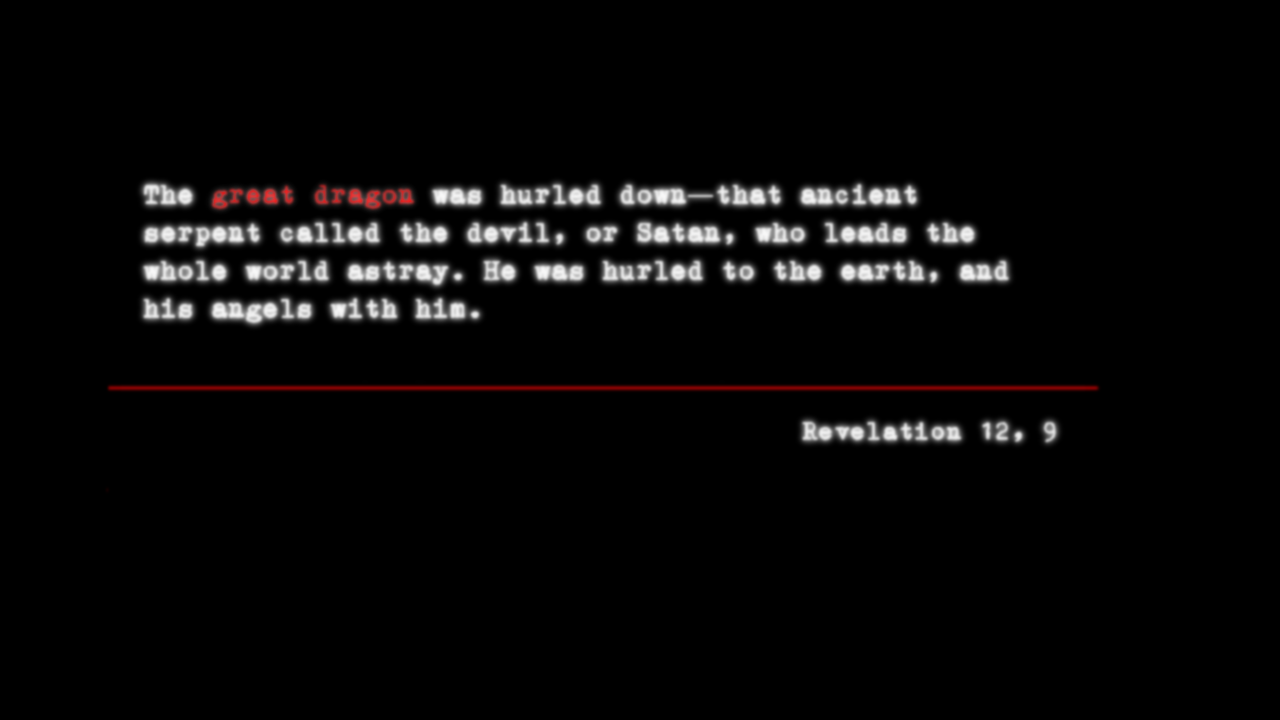 The great dragon was hurled down—that ancient
serpent called the devil, or Satan, who leads the
whole world astray. He was hurled to the earth, and
his angels with him.
Revelation 12, 9